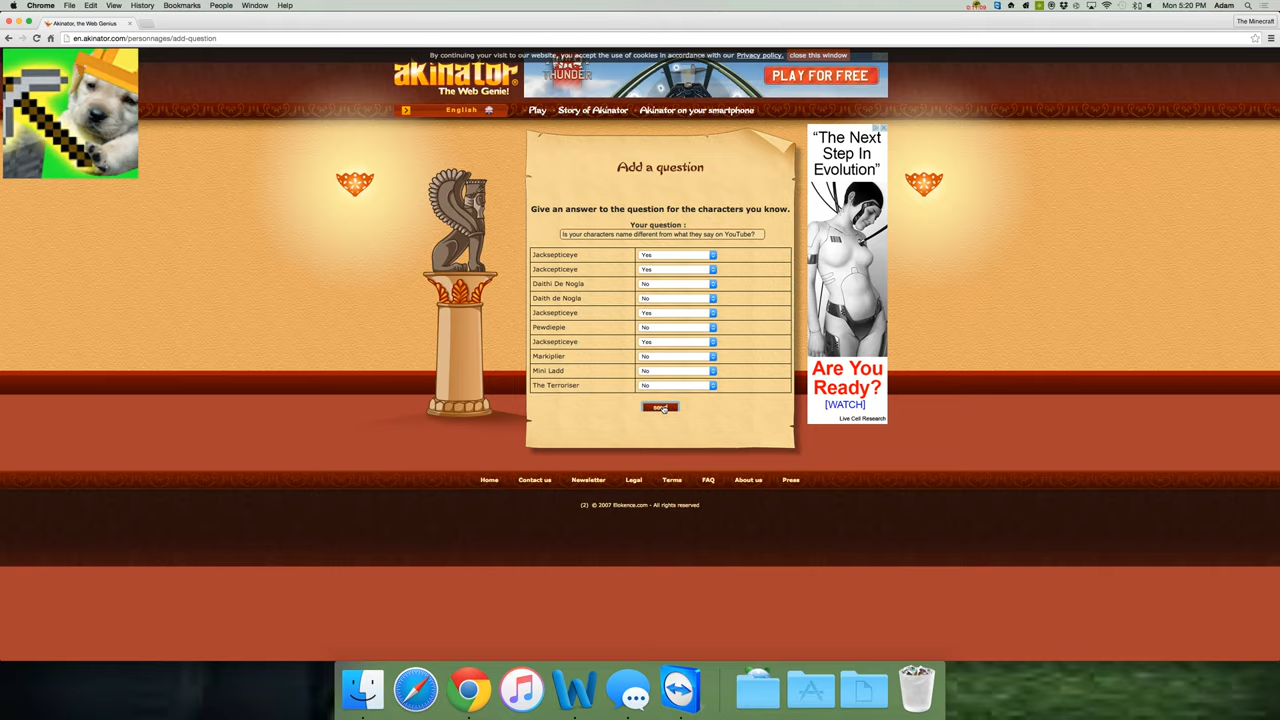 Chrome File Edit View History Bookmarks People Window Help
Mon 5:20 PM Adam
Akinator, the Web Genius
The Minecraft
en.akinator.com/personnages/add-question
By continuing your visit to our website, you accept the use of cookies in accordance with our Privacy policy. close this window
akinator
The Web Genie!
THUNDER
PLAY FOR FREE
English
Play Story of Akinator Akinator on your smartphone
Add a question
Give an answer to the question for the characters you know.
Your question :
Is your characters name different from what they say on YouTube?
Jacksepticeye Yes
Jackcepticeye Yes
Daithi De Nogla No
Daith de Nogla No
Jacksepticeye Yes
Pewdiepie No
Jacksepticeye Yes
Markiplier No
Mini Ladd No
The Terroriser No
send
"The Next
Step In
Evolution"
Are You
Ready?
[WATCH]
Live Cell Research
Home Contact us Newsletter Legal Terms FAQ About us Press
(2) © 2007 Elokence.com - All rights reserved